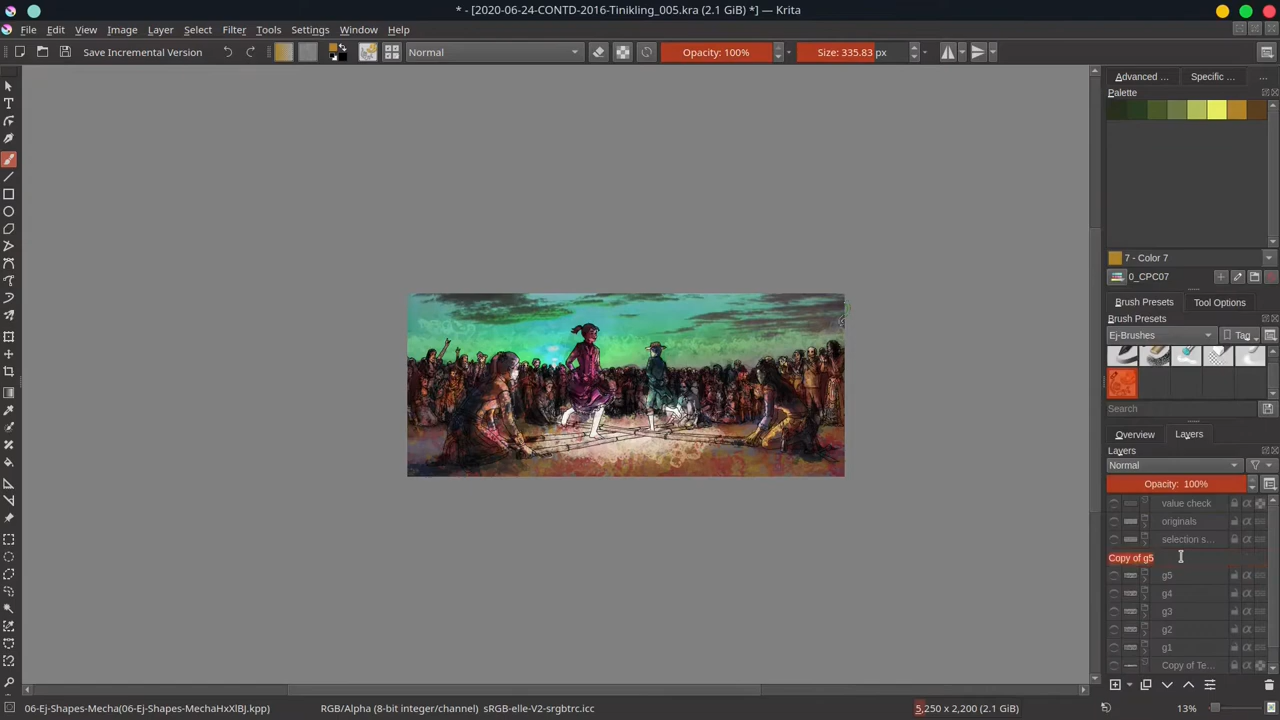 * - [2020-06-24-CONTD-2016-Tinikling_005.kra (2.1 GiB) *] — Krita
File Edit View Image Layer Select Filter Tools Settings Window Help
Save Incremental Version
Normal
Opacity: 100%
Size: 335.83 px
Advanced ...
Specific ...
...
Palette
7 - Color 7
0_CPC07
Brush Presets
Tool Options
Brush Presets
Ej-Brushes
Tag
Search
Overview
Layers
Layers
Normal
Opacity: 100%
value check
originals
selection s...
Copy of g5
g5
g4
g3
g2
g1
Copy of Te...
06-Ej-Shapes-Mecha(06-Ej-Shapes-MechaHxXlBJ.kpp)
RGB/Alpha (8-bit integer/channel) sRGB-elle-V2-srgbtrc.icc
5,250 x 2,200 (2.1 GiB)
13%